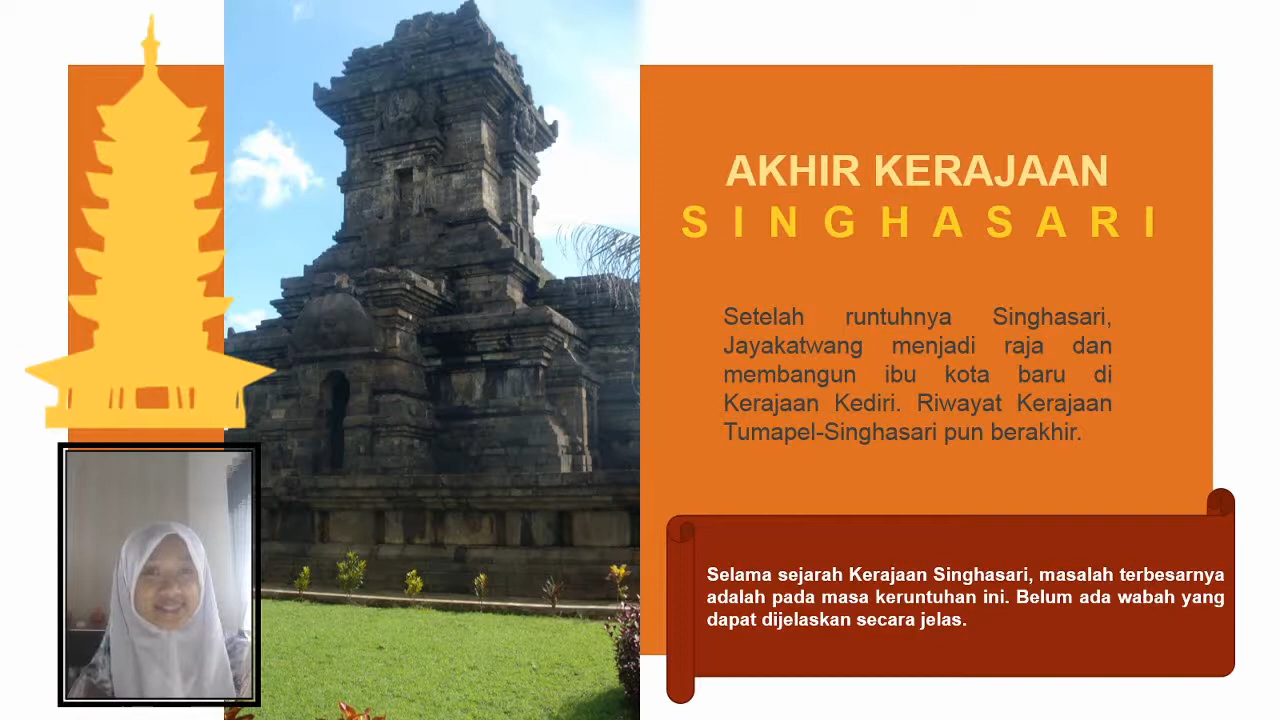 AKHIR KERAJAAN
SINGHASARI
Setelah runtuhnya Singhasari,
Jayakatwang menjadi raja dan
membangun ibu kota baru di
Kerajaan Kediri. Riwayat Kerajaan
Tumapel-Singhasari pun berakhir.
Selama sejarah Kerajaan Singhasari, masalah terbesarnya
adalah pada masa keruntuhan ini. Belum ada wabah yang
dapat dijelaskan secara jelas.